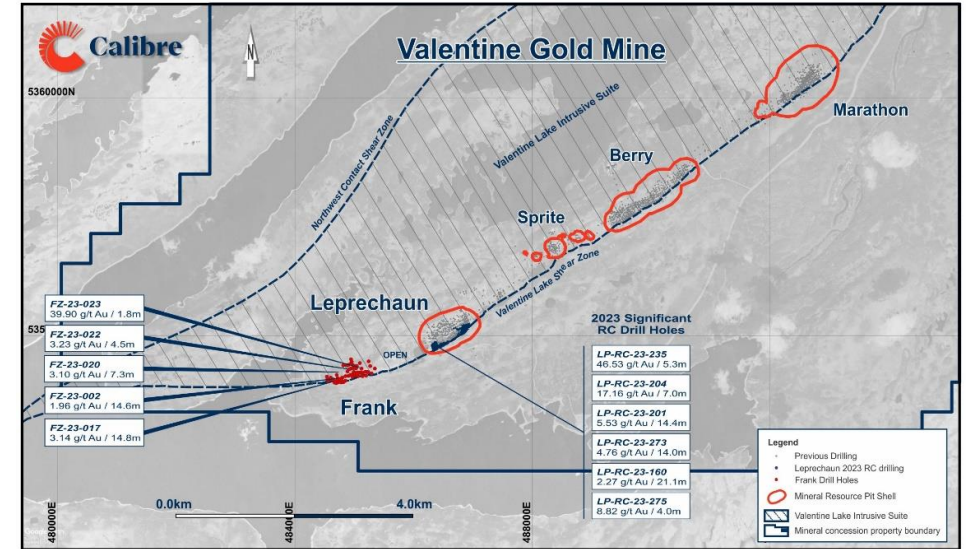 Calibre
N
Valentine Gold Mine
5360000N
Marathon
Northwest Contact Shear Zone
Valentine Lake Intrusive Suite
Berry
Sprite
Valentine Lake Shear Zone
Leprechaun
OPEN
Frank
535
FZ-23-023
39.90 g/t Au / 1.8m
FZ-23-022
3.23 g/t Au / 4.5m
FZ-23-020
3.10 g/t Au / 7.3m
FZ-23-002
1.96 g/t Au / 14.6m
FZ-23-017
3.14 g/t Au / 14.8m
2023 Significant
RC Drill Holes
LP-RC-23-235
46.53 g/t Au / 5.3m
LP-RC-23-204
17.16 g/t Au / 7.0m
LP-RC-23-201
5.53 g/t Au / 14.4m
LP-RC-23-273
4.76 g/t Au / 14.0m
LP-RC-23-160
2.27 g/t Au / 21.1m
LP-RC-23-275
8.82 g/t Au / 4.0m
Legend
Previous Drilling
Leprechaun 2023 RC drilling
Frank Drill Holes
Mineral Resource Pit Shell
Valentine Lake Intrusive Suite
Mineral concession property boundary
0.0km
4.0km
480000E
484000E
488000E